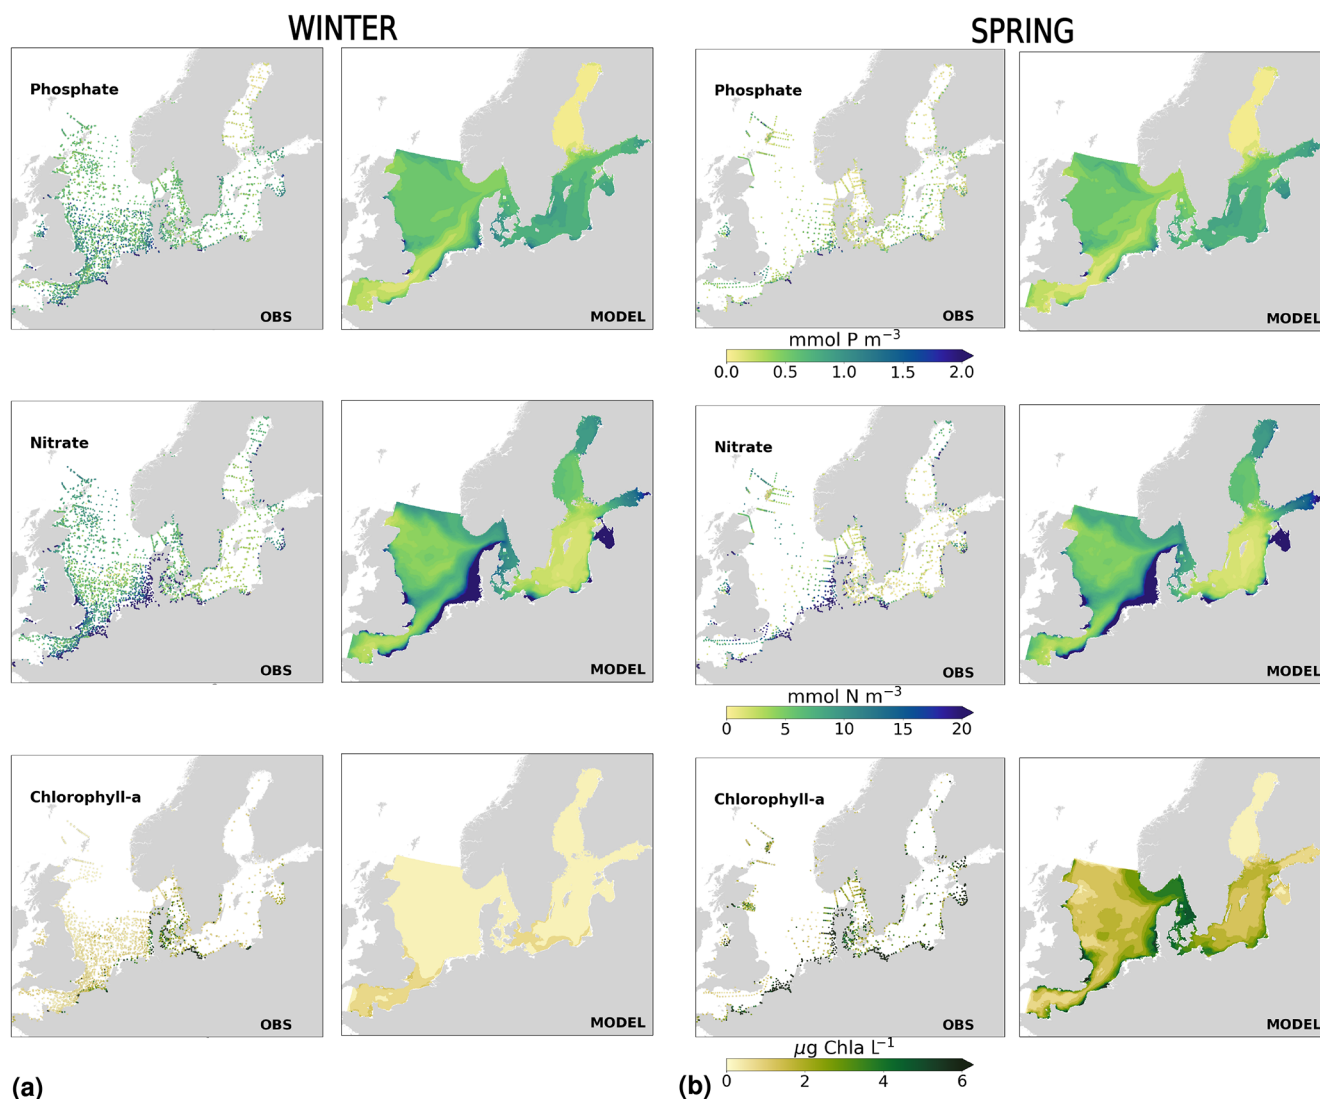 WINTER
SPRING
Phosphate
OBS
MODEL
Phosphate
OBS
MODEL
mmol P m⁻³
0.0 0.5 1.0 1.5 2.0
Nitrate
OBS
MODEL
Nitrate
OBS
MODEL
mmol N m⁻³
0 5 10 15 20
Chlorophyll-a
OBS
MODEL
Chlorophyll-a
OBS
MODEL
μg Chla L⁻¹
0 2 4 6
(a)
(b)